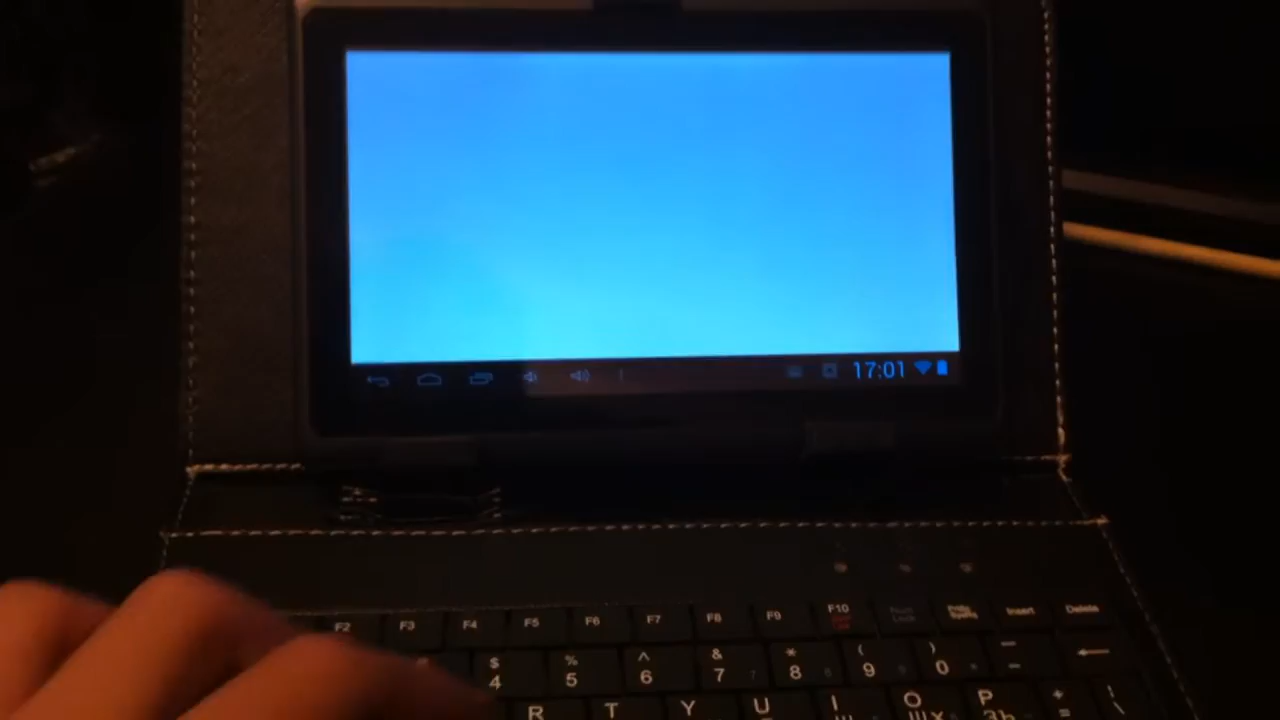 17:01
F2 F3 F4 F5 F6 F7 F8 F9 F10 Insert Delete
$ % ^ & * ( ) —
4 5 6 7 8 9 0 -
R T Y U I O P + =